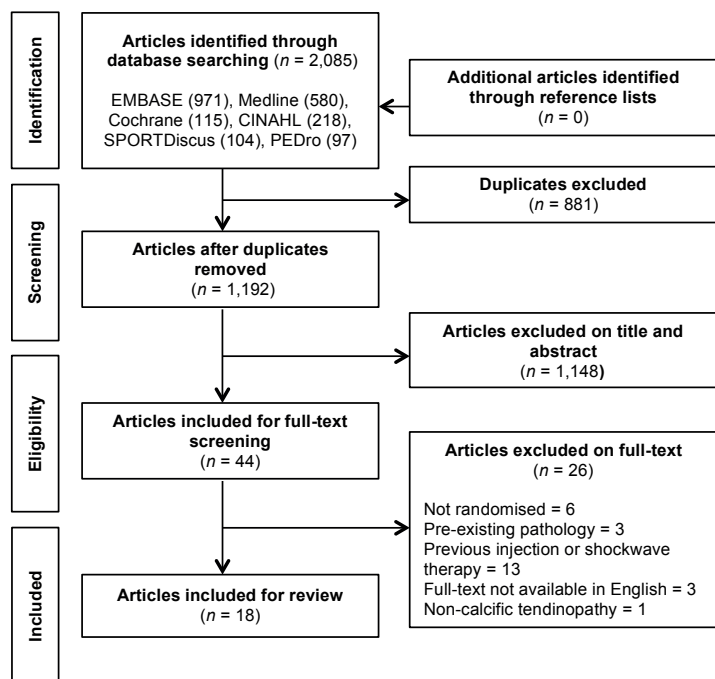 Identification
Articles identified through
database searching (n = 2,085)
EMBASE (971), Medline (580),
Cochrane (115), CINAHL (218),
SPORTDiscus (104), PEDro (97)
Additional articles identified
through reference lists
(n = 0)
Duplicates excluded
(n = 881)
Screening
Articles after duplicates
removed
(n = 1,192)
Articles excluded on title and
abstract
(n = 1,148)
Eligibility
Articles included for full-text
screening
(n = 44)
Articles excluded on full-text
(n = 26)
Not randomised = 6
Pre-existing pathology = 3
Previous injection or shockwave
therapy = 13
Full-text not available in English = 3
Non-calcific tendinopathy = 1
Included
Articles included for review
(n = 18)